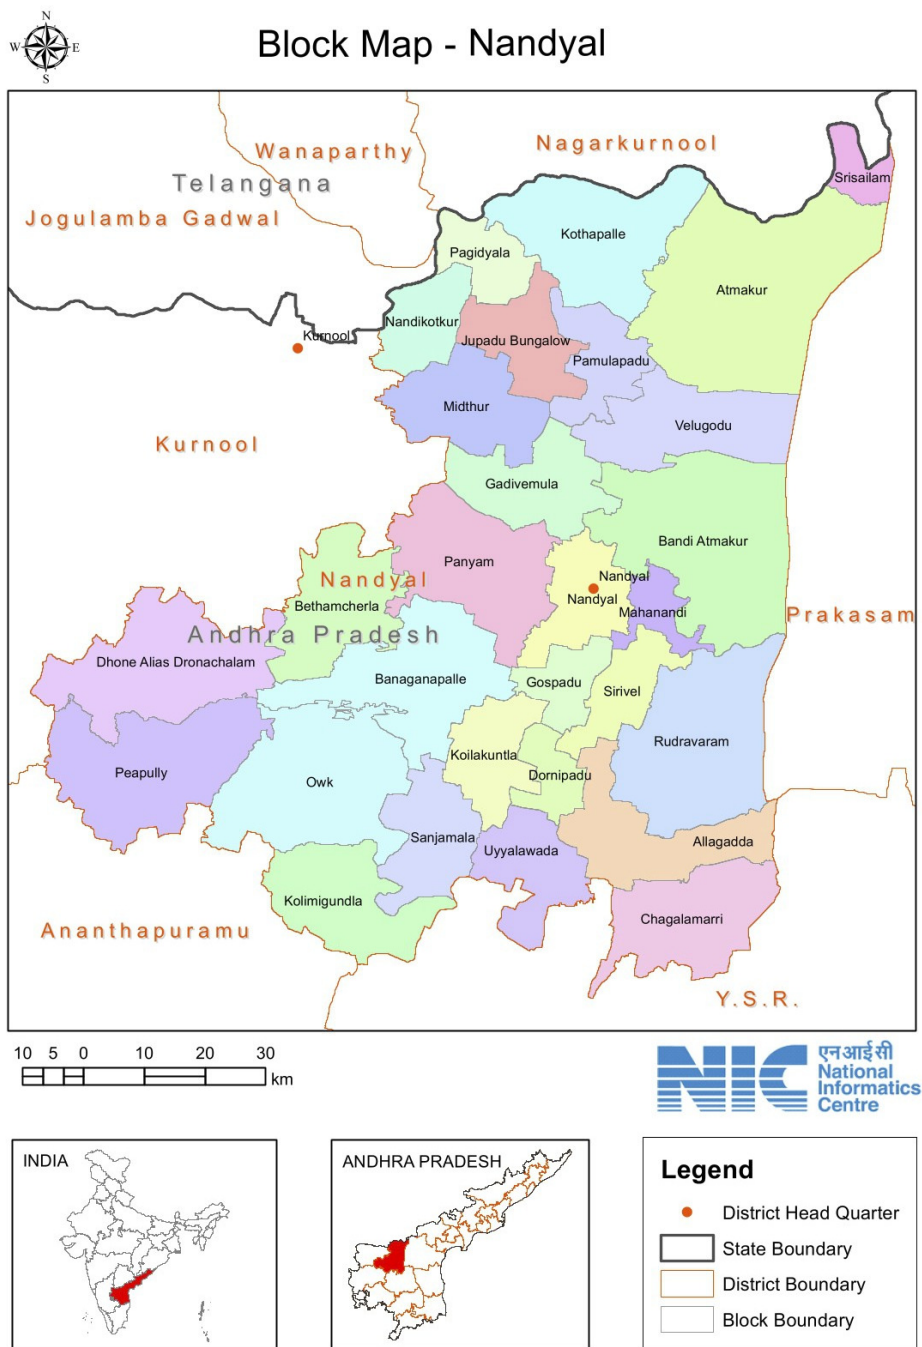 N
W E
S
Block Map - Nandyal
Wanaparthy
Nagarkurnool
Telangana
Srisailam
Jogulamba Gadwal
Kothapalle
Pagidyala
Atmakur
Nandikotkur
Kurnool
Jupadu Bungalow
Pamulapadu
Midthur
Velugodu
Kurnool
Gadivemula
Bandi Atmakur
Panyam
Nandyal
Nandyal
Bethamcherla
Nandyal
Mahanandi
Prakasam
Andhra Pradesh
Dhone Alias Dronachalam
Banaganapalle
Gospadu
Sirivel
Rudravaram
Koilakuntla
Peapully
Owk
Dornipadu
Sanjamala
Uyyalawada
Allagadda
Kolimigundla
Chagalamarri
Ananthapuramu
Y.S.R.
10 5 0 10 20 30
km
NIC
एनआईसी
National
Informatics
Centre
INDIA
ANDHRA PRADESH
Legend
District Head Quarter
State Boundary
District Boundary
Block Boundary